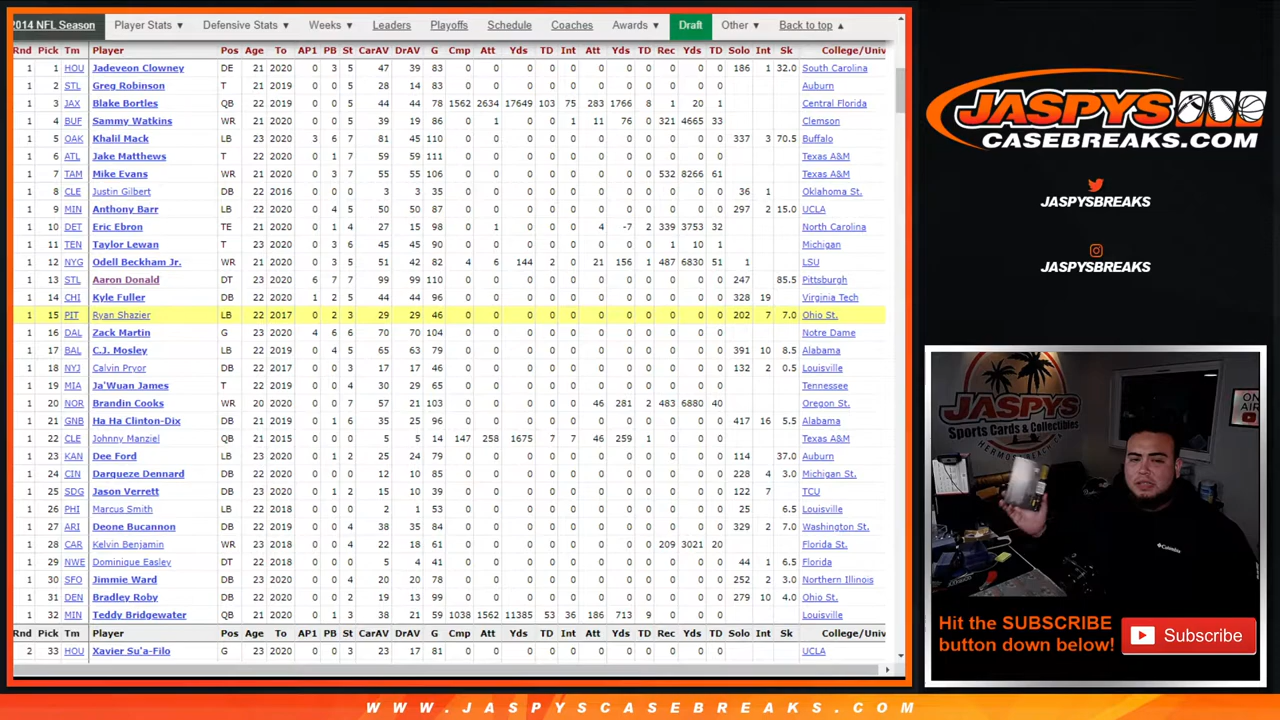 2014 NFL Season Player Stats ▼ Defensive Stats ▼ Weeks ▼ Leaders Playoffs Schedule Coaches Awards ▼ Draft Other ▼ Back to top ▲
Rnd Pick Tm Player Pos Age To AP1 PB St CarAV DrAV G Cmp Att Yds TD Int Att Yds TD Rec Yds TD Solo Int Sk College/Univ
1 1 HOU Jadeveon Clowney DE 21 2020 0 3 5 47 39 83 0 0 0 0 0 0 0 0 0 0 0 186 1 32.0 South Carolina
1 2 STL Greg Robinson T 21 2019 0 0 5 28 14 83 0 0 0 0 0 0 0 0 0 0 0 Auburn
1 3 JAX Blake Bortles QB 22 2019 0 0 5 44 44 78 1562 2634 17649 103 75 283 1766 8 1 20 1 Central Florida
1 4 BUF Sammy Watkins WR 21 2020 0 0 5 39 19 86 0 1 0 0 1 11 76 0 321 4665 33 Clemson
1 5 OAK Khalil Mack LB 23 2020 3 6 7 81 45 110 0 0 0 0 0 0 0 0 0 0 0 337 3 70.5 Buffalo
1 6 ATL Jake Matthews T 22 2020 0 1 7 59 59 111 0 0 0 0 0 0 0 0 0 0 0 Texas A&M
1 7 TAM Mike Evans WR 21 2020 0 3 7 55 55 106 0 0 0 0 0 0 0 0 532 8266 61 Texas A&M
1 8 CLE Justin Gilbert DB 22 2016 0 0 0 3 3 35 0 0 0 0 0 0 0 0 0 0 0 36 1 Oklahoma St.
1 9 MIN Anthony Barr LB 22 2020 0 4 5 50 50 87 0 0 0 0 0 0 0 0 0 0 0 297 2 15.0 UCLA
1 10 DET Eric Ebron TE 21 2020 0 1 4 27 15 98 0 1 0 0 0 4 -7 2 339 3753 32 North Carolina
1 11 TEN Taylor Lewan T 23 2020 0 3 6 45 45 90 0 0 0 0 0 0 0 0 1 10 1 Michigan
1 12 NYG Odell Beckham Jr. WR 21 2020 0 3 5 51 42 82 4 6 144 2 0 21 156 1 487 6830 51 1 LSU
1 13 STL Aaron Donald DT 23 2020 6 7 7 99 99 110 0 0 0 0 0 0 0 0 0 0 0 247 85.5 Pittsburgh
1 14 CHI Kyle Fuller DB 22 2020 1 2 5 44 44 96 0 0 0 0 0 0 0 0 0 0 0 328 19 Virginia Tech
1 15 PIT Ryan Shazier LB 22 2017 0 2 3 29 29 46 0 0 0 0 0 0 0 0 0 0 0 202 7 7.0 Ohio St.
1 16 DAL Zack Martin G 23 2020 4 6 6 70 70 104 0 0 0 0 0 0 0 0 0 0 0 Notre Dame
1 17 BAL C.J. Mosley LB 22 2019 0 4 5 65 63 79 0 0 0 0 0 0 0 0 0 0 0 391 10 8.5 Alabama
1 18 NYJ Calvin Pryor DB 22 2017 0 0 3 17 17 46 0 0 0 0 0 0 0 0 0 0 0 132 2 0.5 Louisville
1 19 MIA Ja'Wuan James T 22 2019 0 0 4 30 29 65 0 0 0 0 0 0 0 0 0 0 0 Tennessee
1 20 NOR Brandin Cooks WR 20 2020 0 0 7 57 21 103 0 0 0 0 0 46 281 2 483 6880 40 Oregon St.
1 21 GNB Ha Ha Clinton-Dix DB 21 2019 0 1 6 35 25 96 0 0 0 0 0 0 0 0 0 0 0 417 16 5.5 Alabama
1 22 CLE Johnny Manziel QB 21 2015 0 0 0 5 5 14 147 258 1675 7 7 46 259 1 0 0 0 Texas A&M
1 23 KAN Dee Ford LB 23 2020 0 1 2 25 24 79 0 0 0 0 0 0 0 0 0 0 0 114 37.0 Auburn
1 24 CIN Darqueze Dennard DB 22 2020 0 0 2 12 10 85 0 0 0 0 0 0 0 0 0 0 0 228 4 3.0 Michigan St.
1 25 SDG Jason Verrett DB 23 2020 0 1 2 15 10 39 0 0 0 0 0 0 0 0 0 0 0 122 7 TCU
1 26 PHI Marcus Smith LB 22 2018 0 0 0 2 1 53 0 0 0 0 0 0 0 0 0 0 0 25 6.5 Louisville
1 27 ARI Deone Bucannon DB 22 2019 0 0 4 38 35 84 0 0 0 0 0 0 0 0 0 0 0 329 2 7.0 Washington St.
1 28 CAR Kelvin Benjamin WR 23 2018 0 0 4 22 18 61 0 0 0 0 0 0 0 0 209 3021 20 Florida St.
1 29 NWE Dominique Easley DT 22 2018 0 0 0 5 4 41 0 0 0 0 0 0 0 0 0 0 0 44 1 6.5 Florida
1 30 SFO Jimmie Ward DB 23 2020 0 0 4 20 20 78 0 0 0 0 0 0 0 0 0 0 0 252 2 3.0 Northern Illinois
1 31 DEN Bradley Roby DB 22 2020 0 0 2 19 13 99 0 0 0 0 0 0 0 0 0 0 0 279 10 4.0 Ohio St.
1 32 MIN Teddy Bridgewater QB 21 2020 0 1 3 38 21 59 1038 1562 11385 53 36 186 713 9 0 0 0 Louisville
Rnd Pick Tm Player Pos Age To AP1 PB St CarAV DrAV G Cmp Att Yds TD Int Att Yds TD Rec Yds TD Solo Int Sk College/Univ
2 33 HOU Xavier Su'a-Filo G 23 2020 0 0 3 23 17 81 0 0 0 0 0 0 0 0 0 0 0 UCLA
JASPYS
CASEBREAKS.COM
JASPYSBREAKS
JASPYSBREAKS
JASPYS
Sports Cards & Collectibles
HERMOSA BEACH, CA
ON AIR
Columbia
Hit the SUBSCRIBE
button down below!
Subscribe
WWW.JASPYSCASEBREAKS.COM